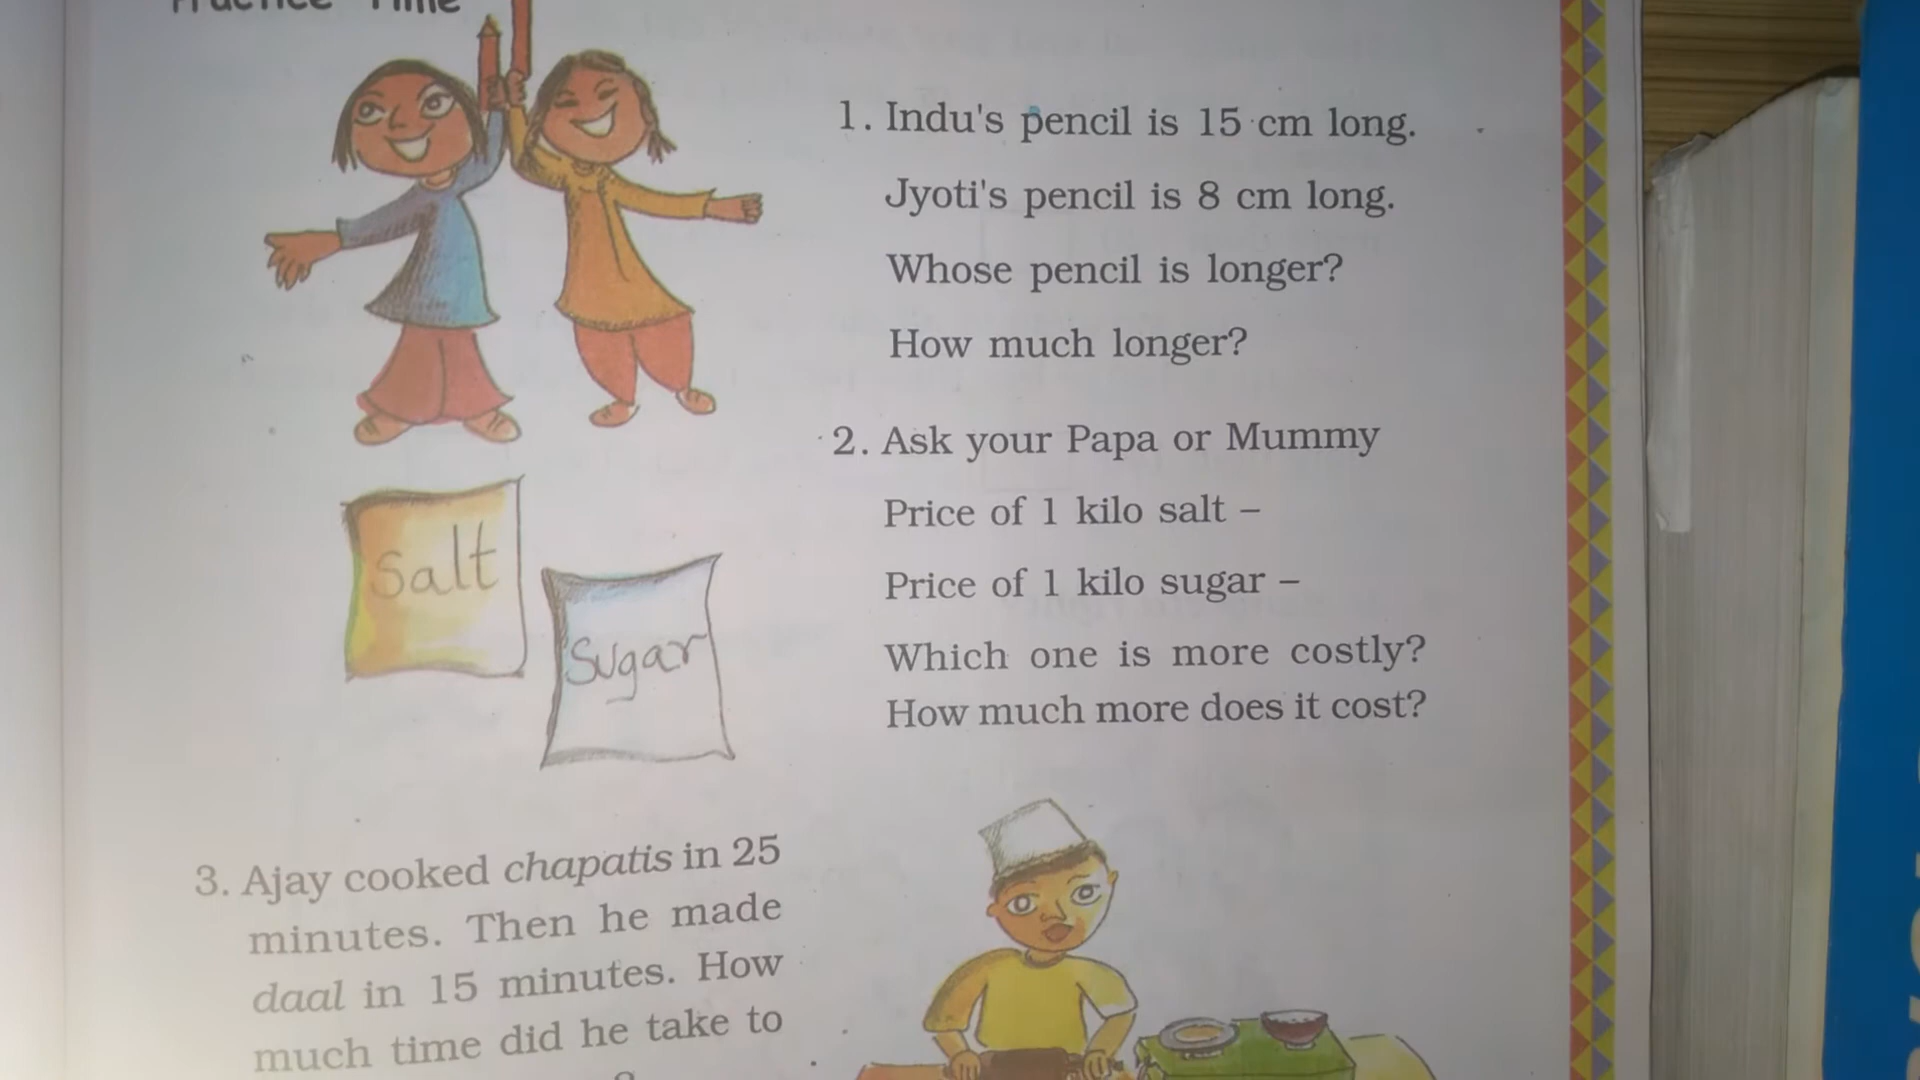 Practice Time
1. Indu's pencil is 15 cm long.
Jyoti's pencil is 8 cm long.
Whose pencil is longer?
How much longer?
2. Ask your Papa or Mummy
Price of 1 kilo salt –
Price of 1 kilo sugar –
Which one is more costly?
How much more does it cost?
Salt
Sugar
3. Ajay cooked chapatis in 25
minutes. Then he made
daal in 15 minutes. How
much time did he take to